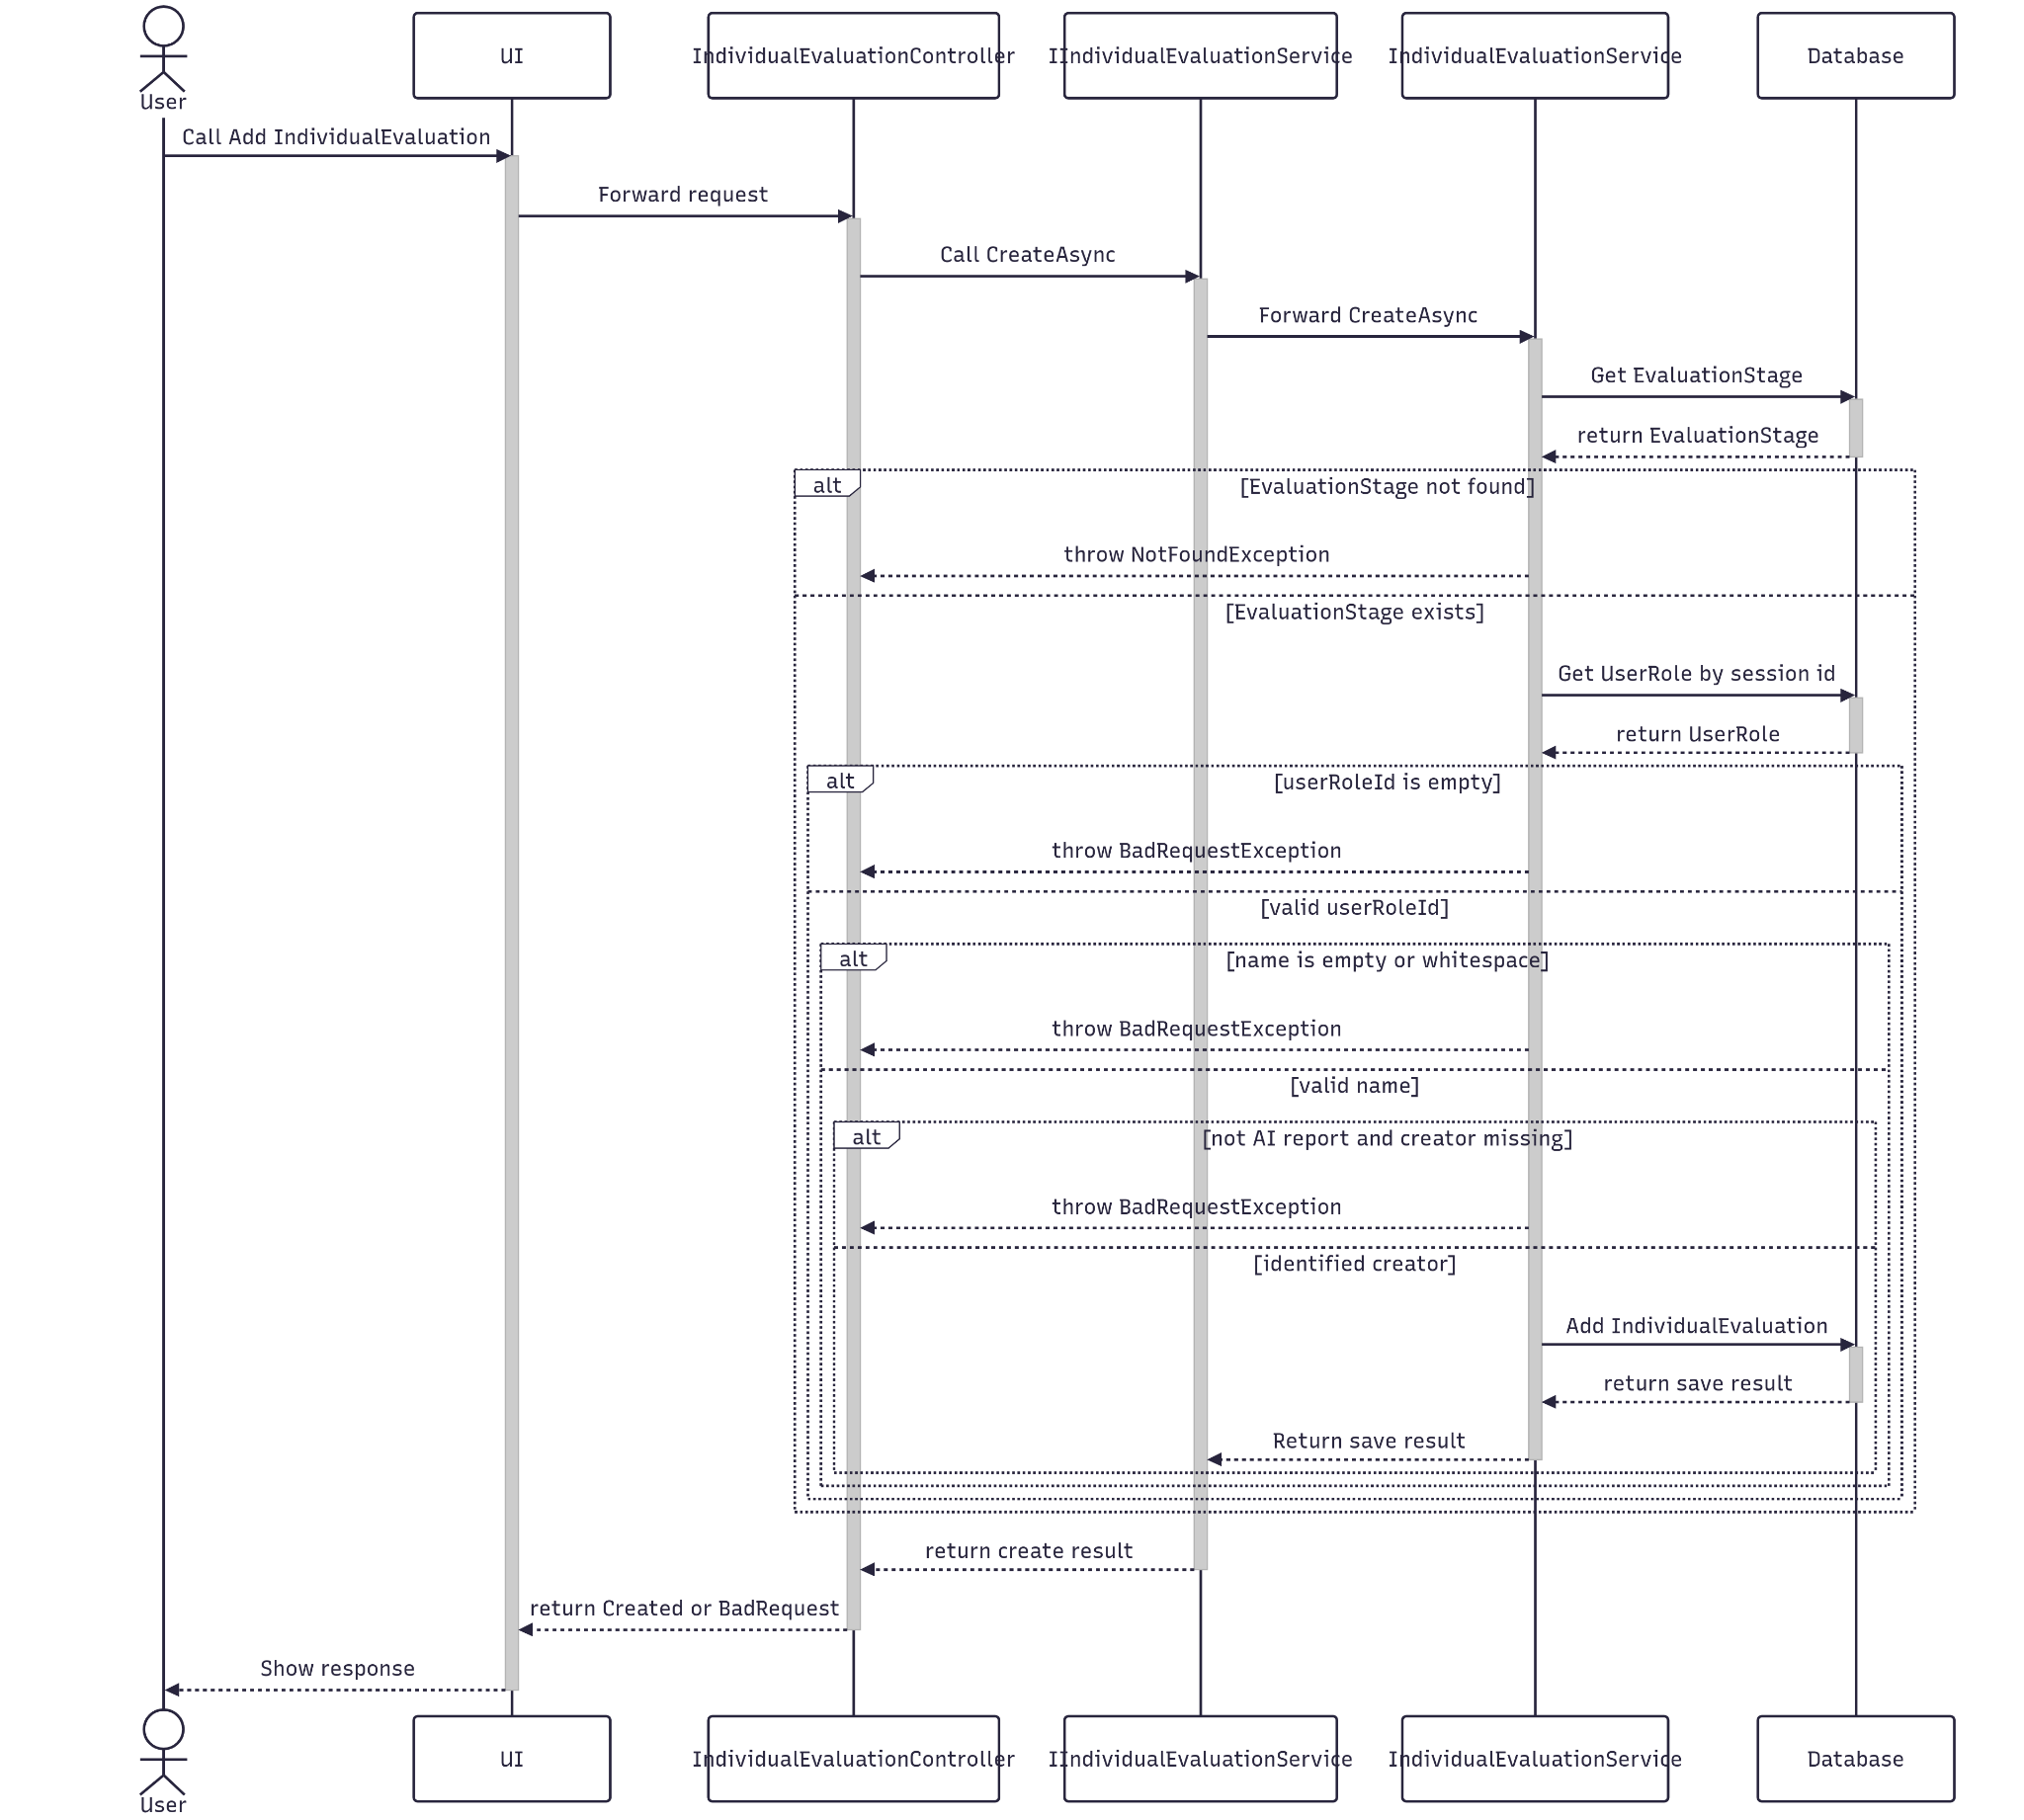 User
UI
IndividualEvaluationController
IIndividualEvaluationService
IndividualEvaluationService
Database
Call Add IndividualEvaluation
Forward request
Call CreateAsync
Forward CreateAsync
Get EvaluationStage
return EvaluationStage
alt
[EvaluationStage not found]
throw NotFoundException
[EvaluationStage exists]
Get UserRole by session id
return UserRole
alt
[userRoleId is empty]
throw BadRequestException
[valid userRoleId]
alt
[name is empty or whitespace]
throw BadRequestException
[valid name]
alt
[not AI report and creator missing]
throw BadRequestException
[identified creator]
Add IndividualEvaluation
return save result
Return save result
return create result
return Created or BadRequest
Show response
User
UI
IndividualEvaluationController
IIndividualEvaluationService
IndividualEvaluationService
Database